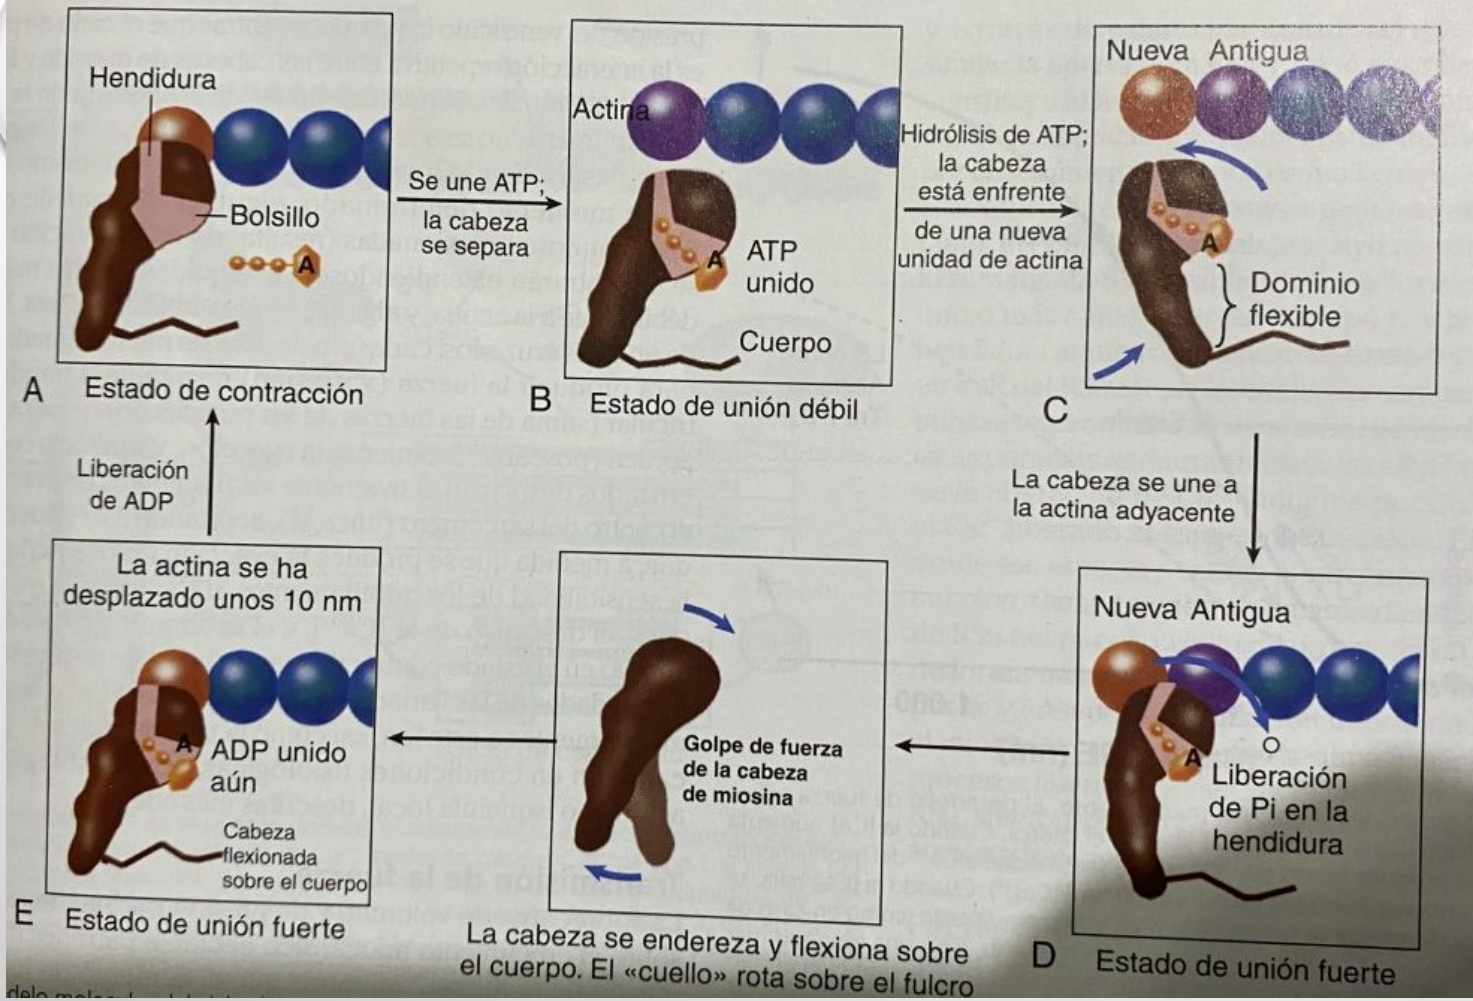 Hendidura
Bolsillo
A
A
Estado de contracción
Se une ATP;
la cabeza
se separa
Actina
A
ATP
unido
Cuerpo
B
Estado de unión débil
Hidrólisis de ATP;
la cabeza
está enfrente
de una nueva
unidad de actina
Nueva Antigua
A
Dominio
flexible
C
La cabeza se une a
la actina adyacente
Nueva Antigua
A
Liberación
de Pi en la
hendidura
D
Estado de unión fuerte
Golpe de fuerza
de la cabeza
de miosina
La cabeza se endereza y flexiona sobre
el cuerpo. El «cuello» rota sobre el fulcro
La actina se ha
desplazado unos 10 nm
A
ADP unido
aún
Cabeza
flexionada
sobre el cuerpo
E
Estado de unión fuerte
Liberación
de ADP